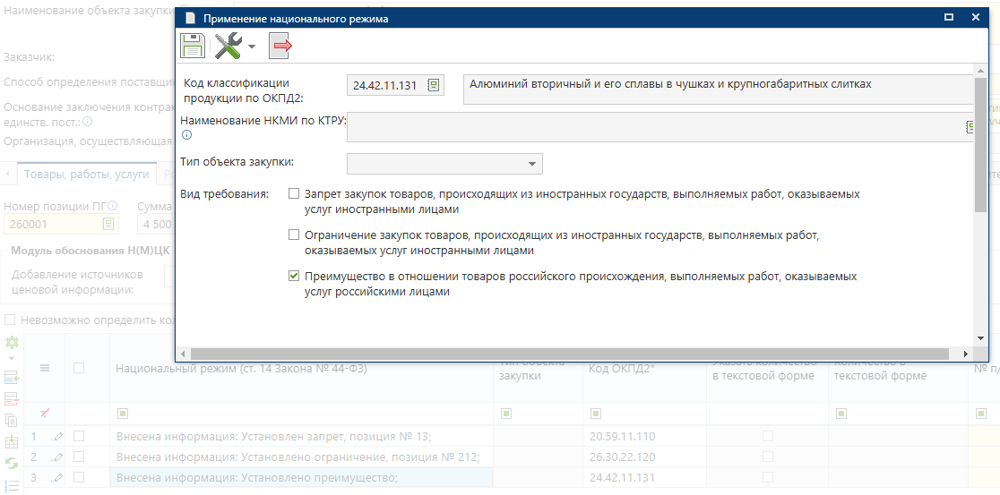 Наименование объекта закупки
Применение национального режима
Заказчик:
Способ определения поставщи
Основание заключения контрак
единств. пост.:
Организация, осуществляющая
Код классификации
продукции по ОКПД2:
24.42.11.131
Алюминий вторичный и его сплавы в чушках и крупногабаритных слитках
Наименование НКМИ по КТРУ:
Тип объекта закупки:
Вид требования:
Запрет закупок товаров, происходящих из иностранных государств, выполняемых работ, оказываемых
услуг иностранными лицами
Ограничение закупок товаров, происходящих из иностранных государств, выполняемых работ,
оказываемых услуг иностранными лицами
Преимущество в отношении товаров российского происхождения, выполняемых работ, оказываемых
услуг российскими лицами
Товары, работы, услуги
Номер позиции ПГ
Сумма
260001
4 500
Модуль обоснования Н(М)ЦК
Добавление источников
ценовой информации:
Невозможно определить кол
Национальный режим (ст. 14 Закона № 44-ФЗ)
Тип объекта
закупки
Код ОКПД2*
Указать количество
в текстовой форме
Количество в
текстовой форме
№ п/
1 Внесена информация: Установлен запрет, позиция № 13; 20.59.11.110
2 Внесена информация: Установлено ограничение, позиция № 212; 26.30.22.120
3 Внесена информация: Установлено преимущество; 24.42.11.131